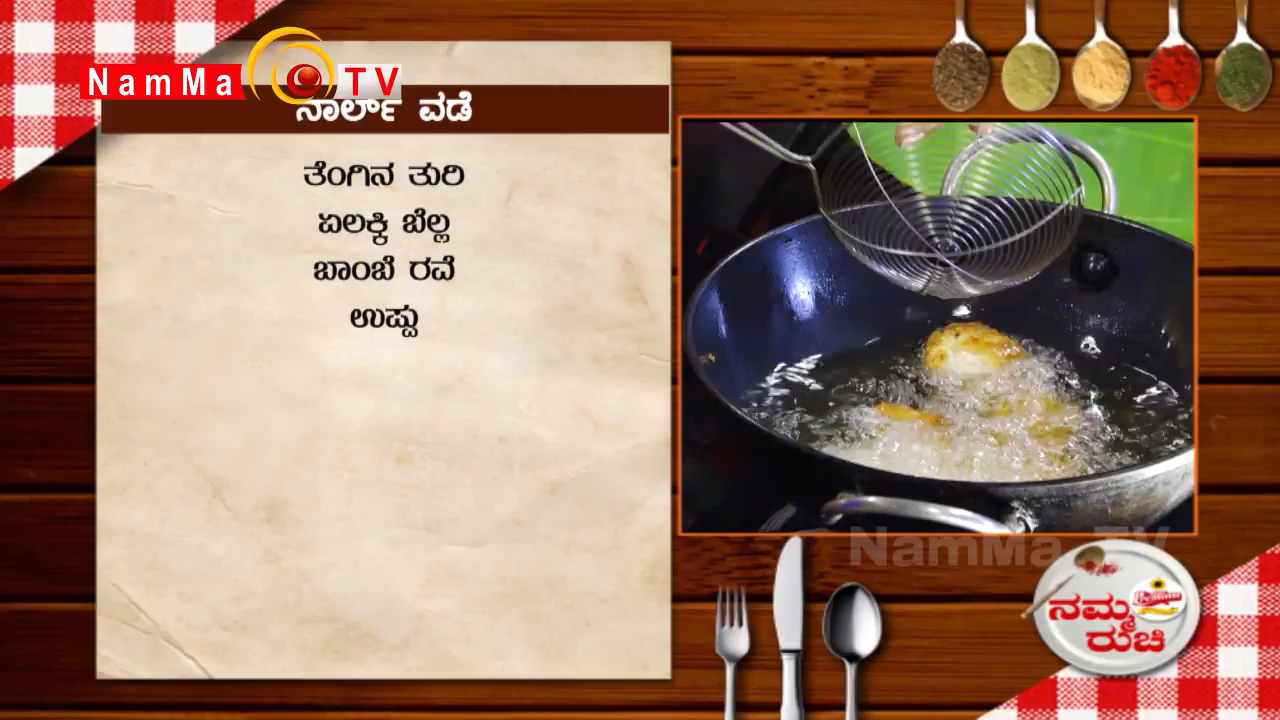 NamMa TV
ನಾರ್ಲ್ ವಡೆ
ತೆಂಗಿನ ತುರಿ
ಏಲಕ್ಕಿ ಬೆಲ್ಲ
ಬಾಂಬೆ ರವೆ
ಉಪ್ಪು
NamMa TV
ನಮ್ಮ
ರುಚಿ